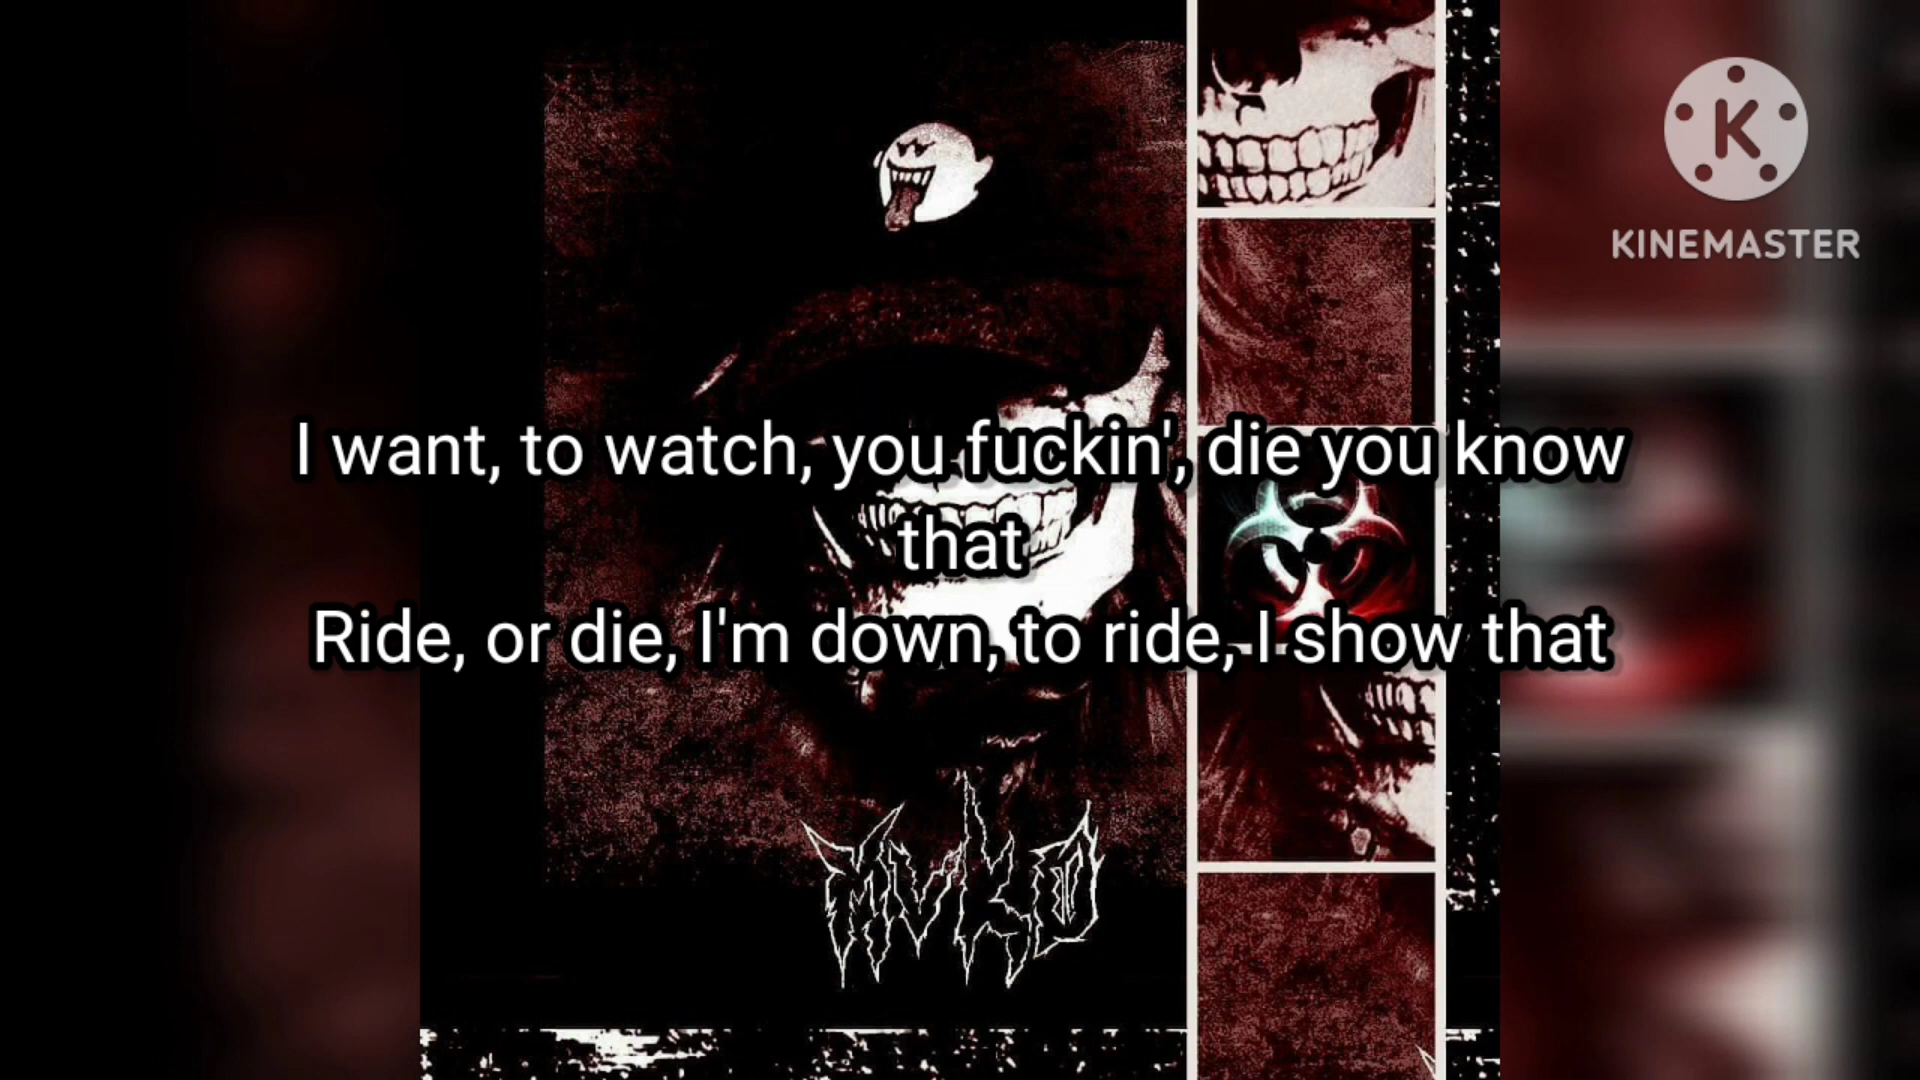 K
KINEMASTER
I want, to watch, you fuckin', die you know
that
Ride, or die, I'm down, to ride, I show that